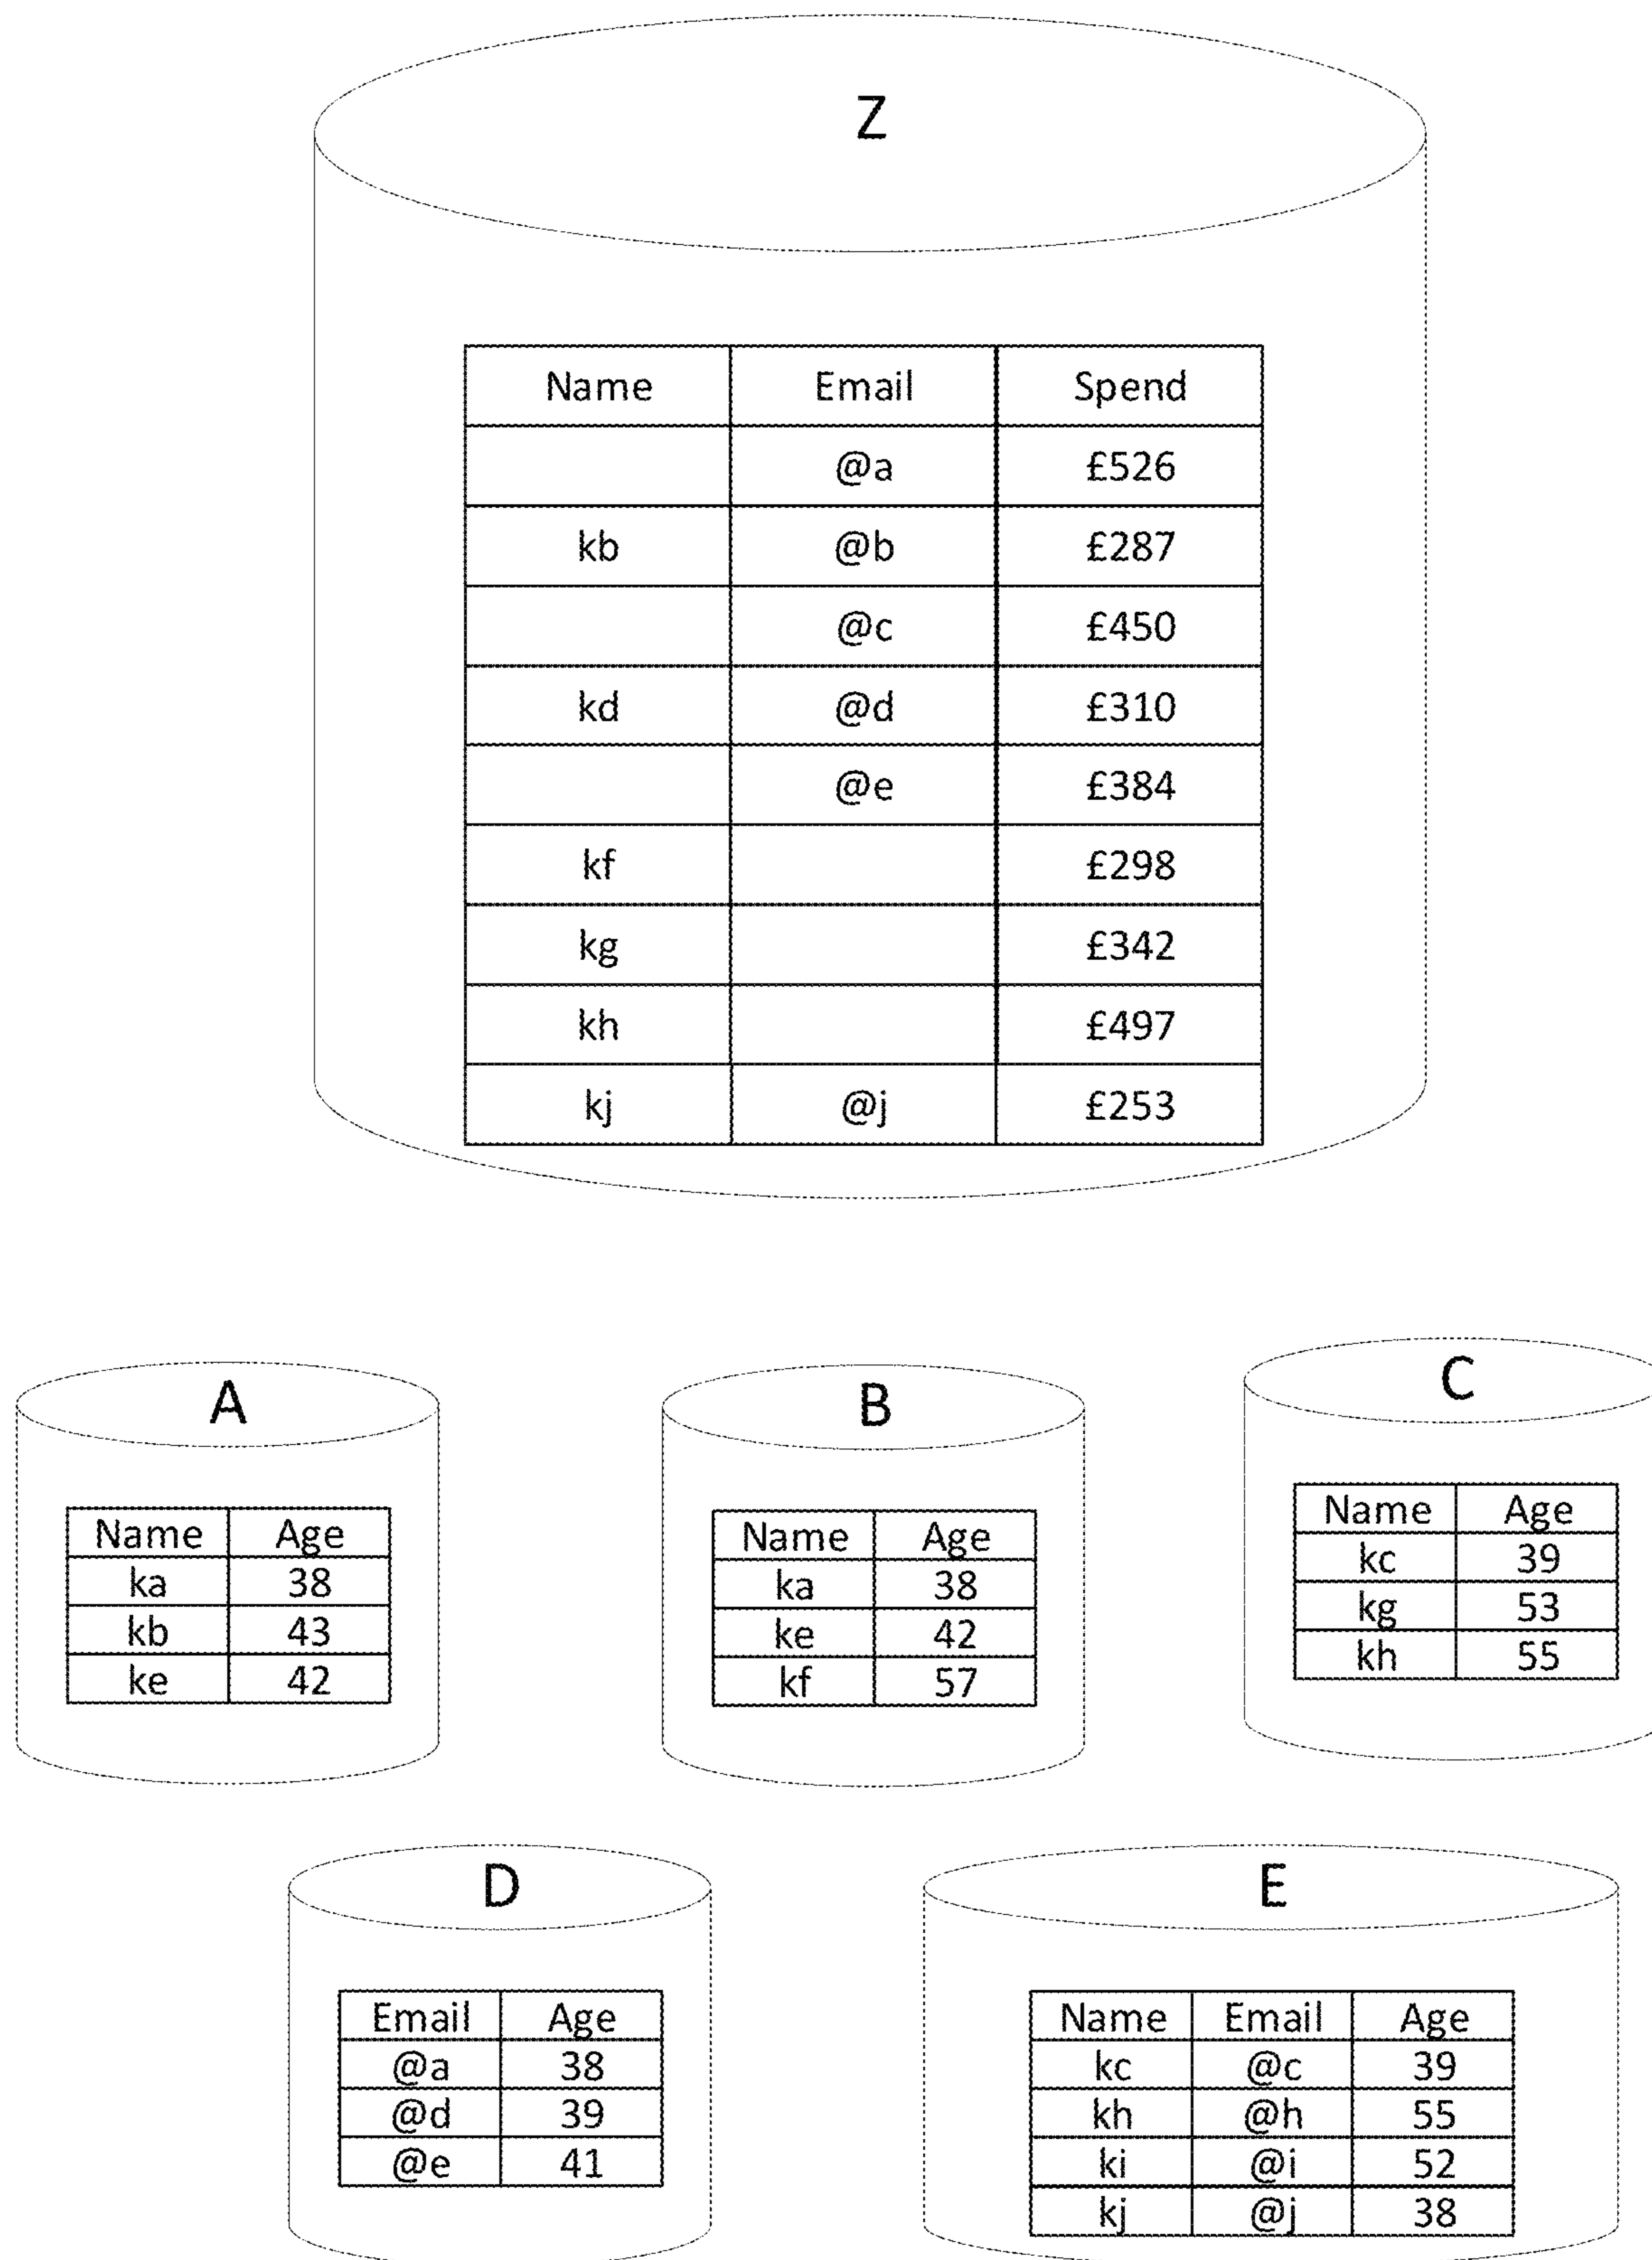 Z
Name Email Spend
@a £526
kb @b £287
@c £450
kd @d £310
@e £384
kf £298
kg £342
kh £497
kj @j £253
A
Name Age
ka 38
kb 43
ke 42
B
Name Age
ka 38
ke 42
kf 57
C
Name Age
kc 39
kg 53
kh 55
D
Email Age
@a 38
@d 39
@e 41
E
Name Email Age
kc @c 39
kh @h 55
ki @i 52
kj @j 38